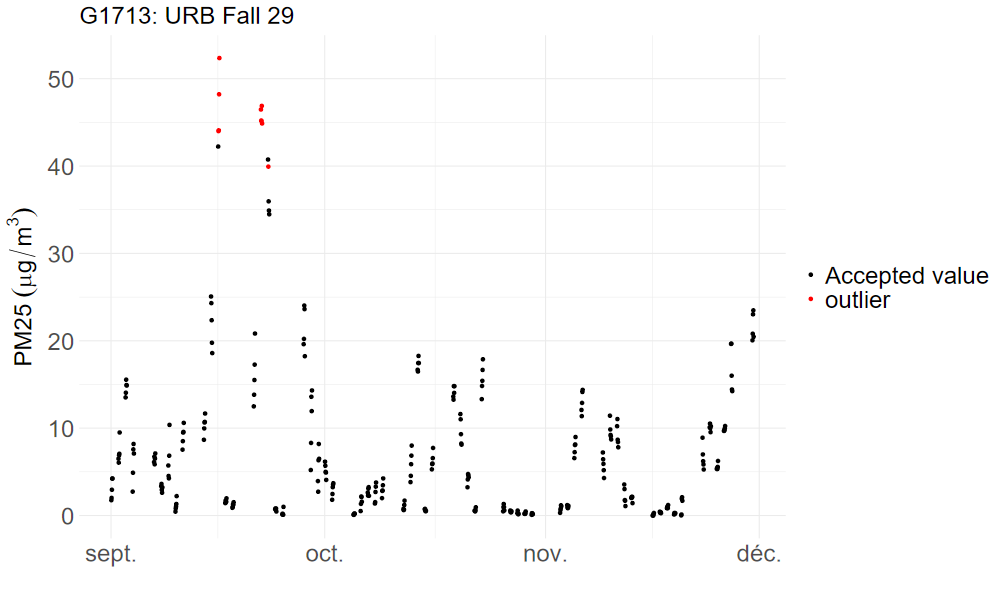 G1713: URB Fall 29
PM25 (μg/m³)
50
40
30
20
10
0
sept.
oct.
nov.
déc.
Accepted value
outlier